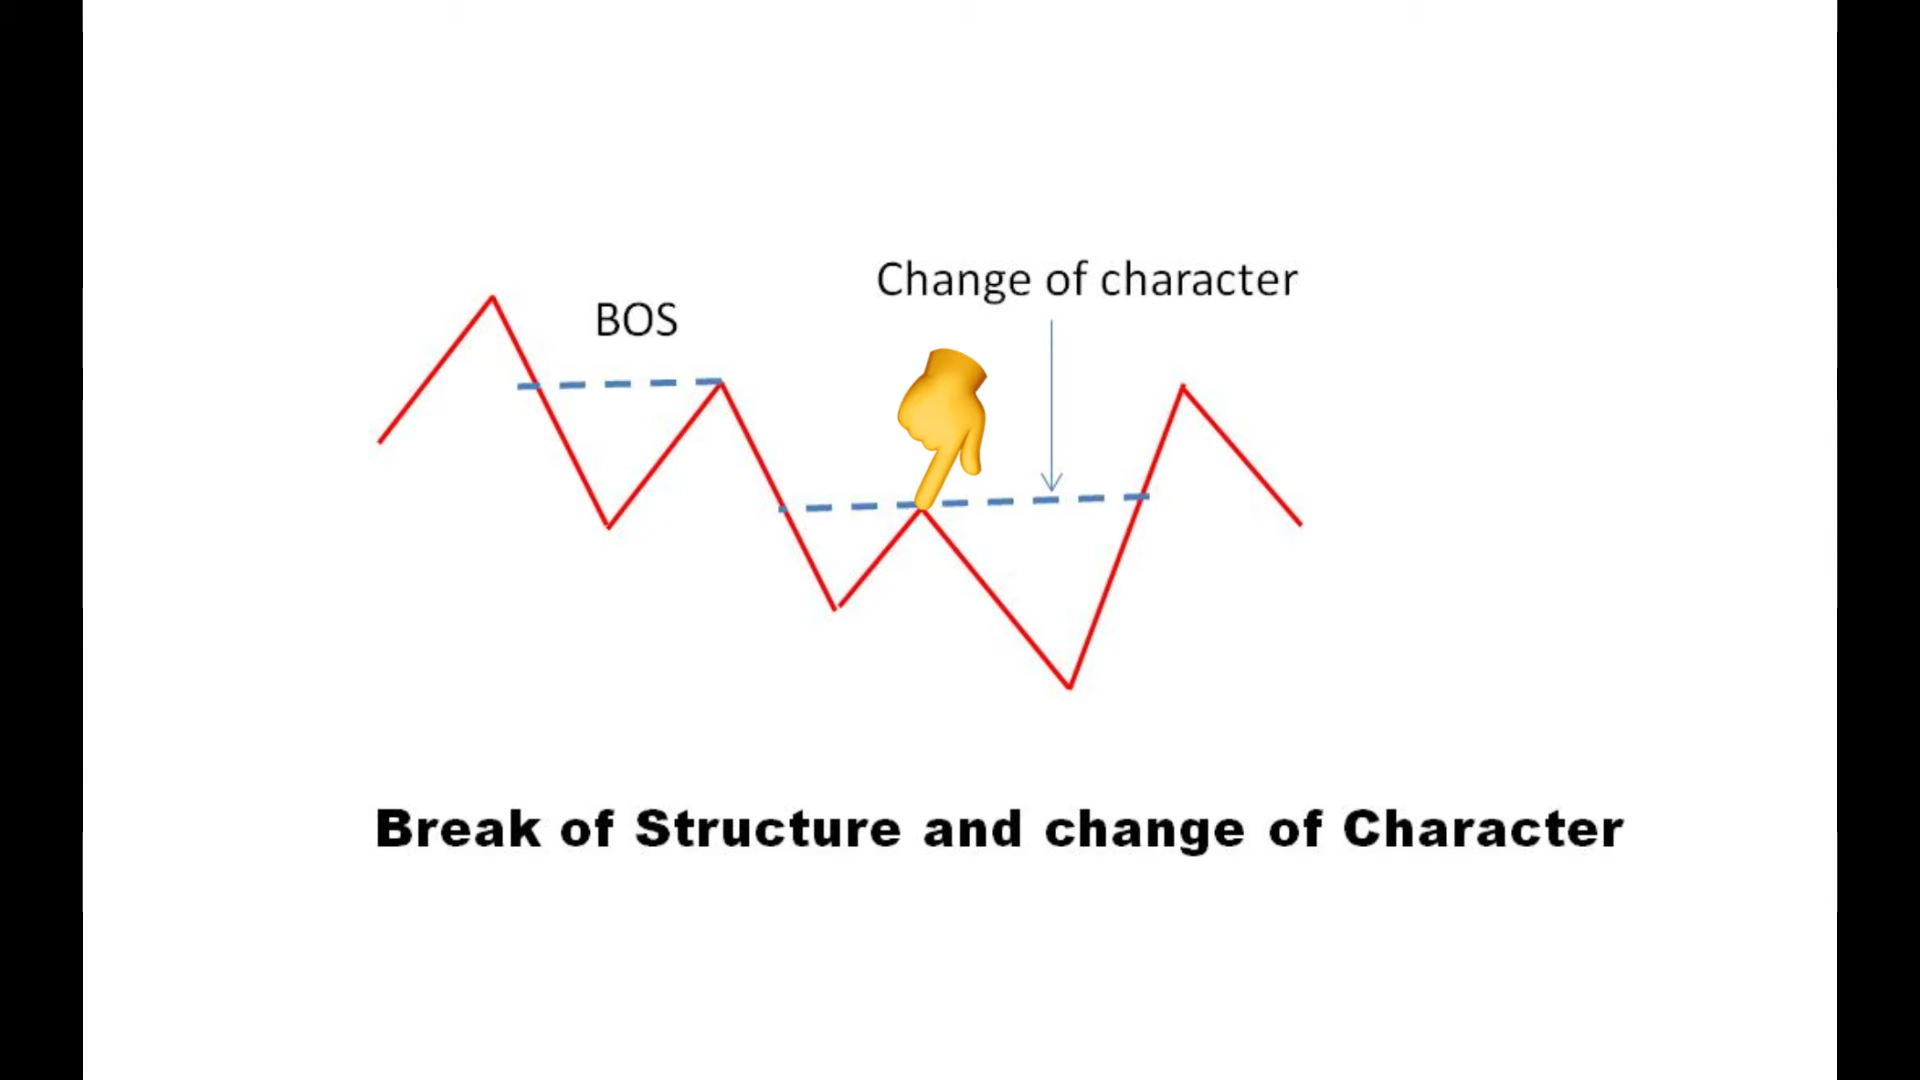 Change of character
BOS
Break of Structure and change of Character